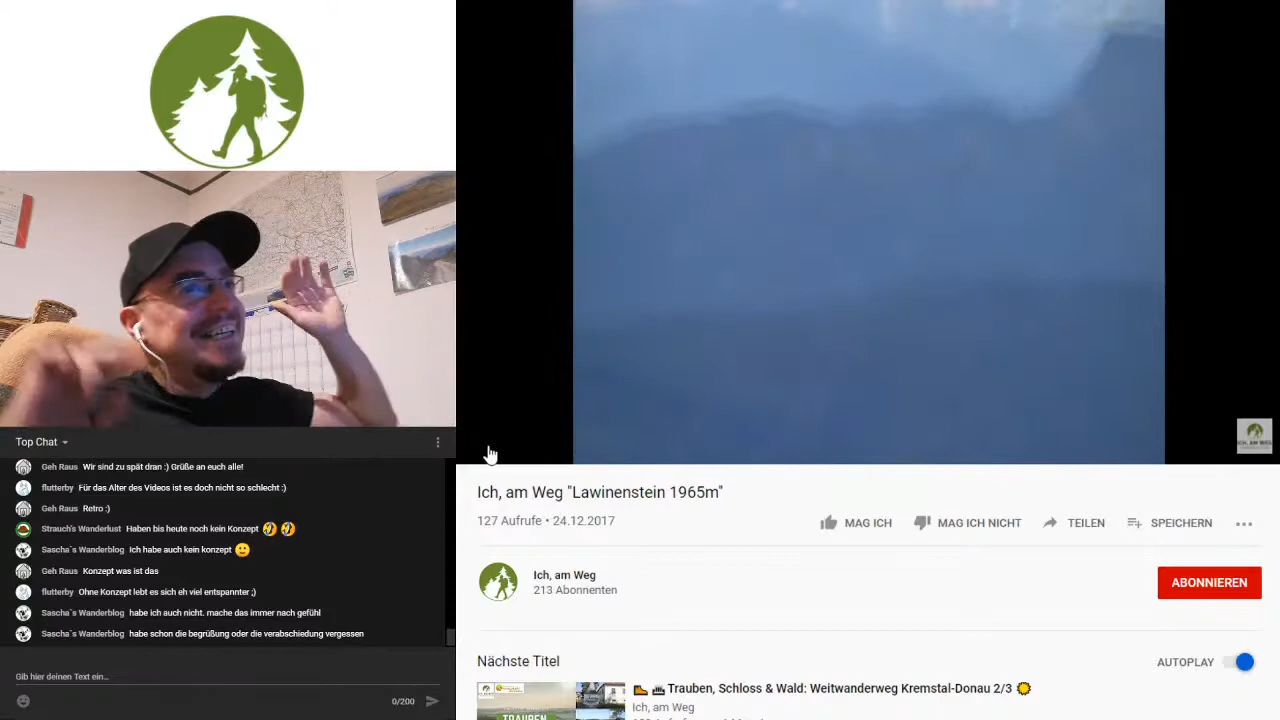 Top Chat
Geh Raus Wir sind zu spät dran :) Grüße an euch alle!
flutterby Für das Alter des Videos ist es doch nicht so schlecht :)
Geh Raus Retro :)
Strauch's Wanderlust Haben bis heute noch kein Konzept 🤣 🤣
Sascha´s Wanderblog Ich habe auch kein konzept 🙂
Geh Raus Konzept was ist das
flutterby Ohne Konzept lebt es sich eh viel entspannter ;)
Sascha´s Wanderblog habe ich auch nicht. mache das immer nach gefühl
Sascha´s Wanderblog habe schon die begrüßung oder die verabschiedung vergessen
Gib hier deinen Text ein...
0/200
ICH, AM WEG
Ich, am Weg "Lawinenstein 1965m"
127 Aufrufe • 24.12.2017
MAG ICH
MAG ICH NICHT
TEILEN
SPEICHERN
Ich, am Weg
213 Abonnenten
ABONNIEREN
Nächste Titel
AUTOPLAY
🥾 🏰 Trauben, Schloss & Wald: Weitwanderweg Kremstal-Donau 2/3 🌞
Ich, am Weg
TRAUBEN